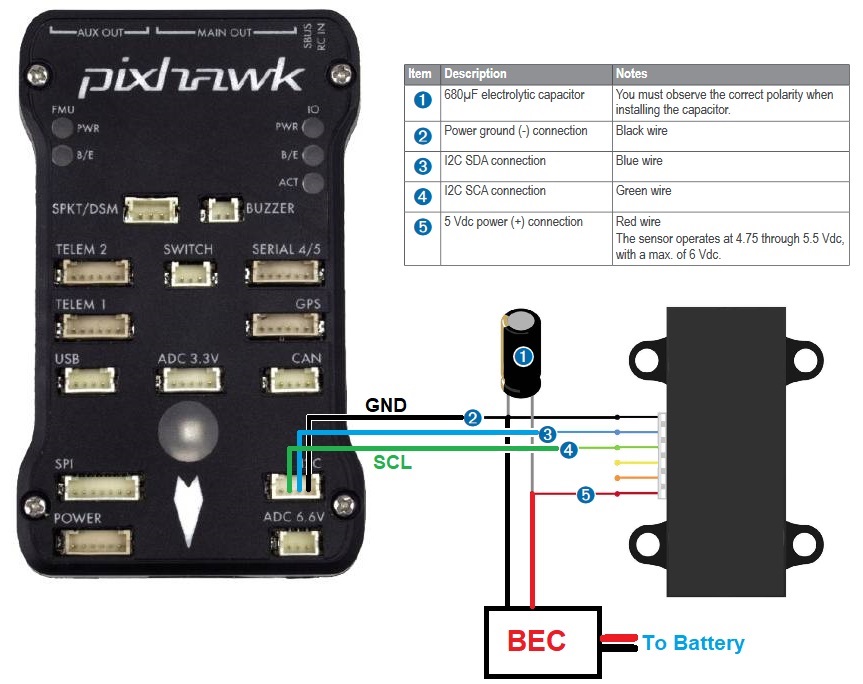 AUX OUT
MAIN OUT
SBUS
RC IN
pixhawk
FMU
PWR
B/E
IO
PWR
B/E
ACT
SPKT/DSM
BUZZER
TELEM 2
SWITCH
SERIAL 4/5
TELEM 1
GPS
USB
ADC 3.3V
CAN
SPI
POWER
ADC 6.6V
Item Description Notes
1 680µF electrolytic capacitor You must observe the correct polarity when
installing the capacitor.
2 Power ground (-) connection Black wire
3 I2C SDA connection Blue wire
4 I2C SCA connection Green wire
5 5 Vdc power (+) connection Red wire
The sensor operates at 4.75 through 5.5 Vdc,
with a max. of 6 Vdc.
1
GND
2
3
4
SCL
5
BEC
To Battery